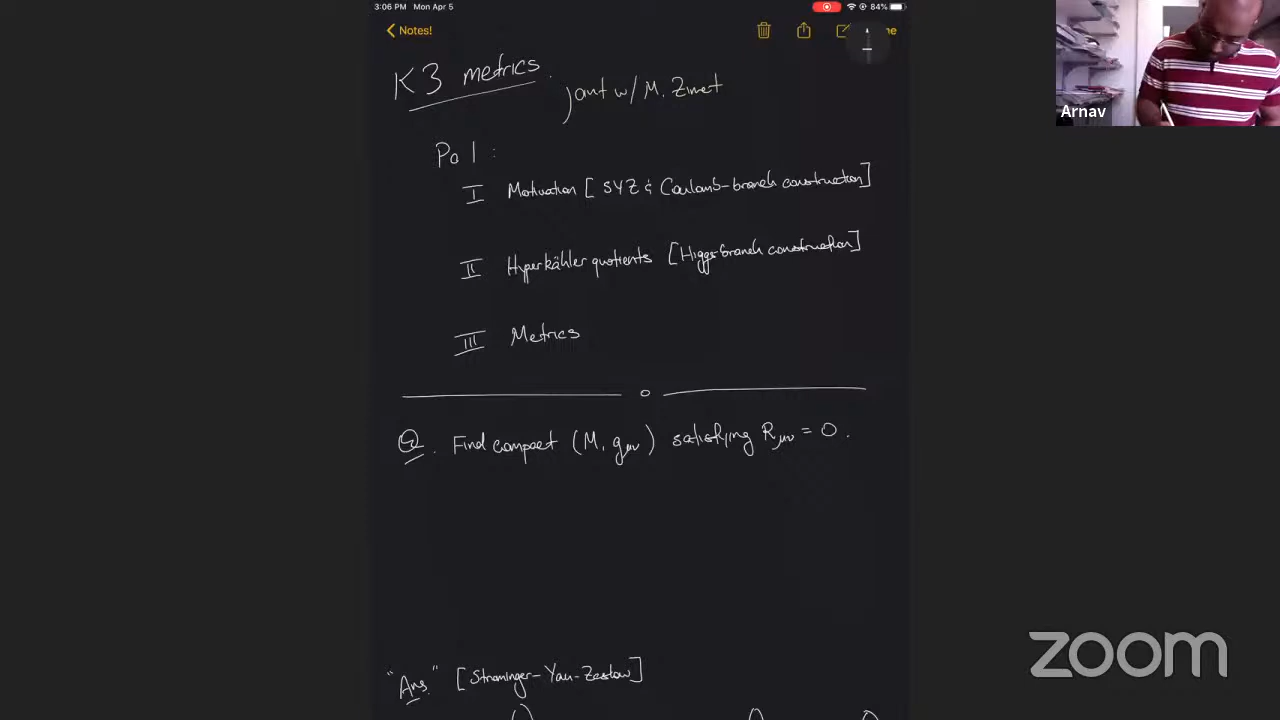 3:06 PM Mon Apr 5
84%
Notes!
ne
K3 metrics.
joint w/ M. Zimet
Pa 1 :
I Motivation [SYZ & Coulomb-branch construction]
II Hyperkähler quotients [Higgs-branch construction]
III Metrics
Q. Find compact (M, gμν) satisfying Rμν = 0.
"Ans" [Strominger-Yau-Zaslow]
Arnav
zoom